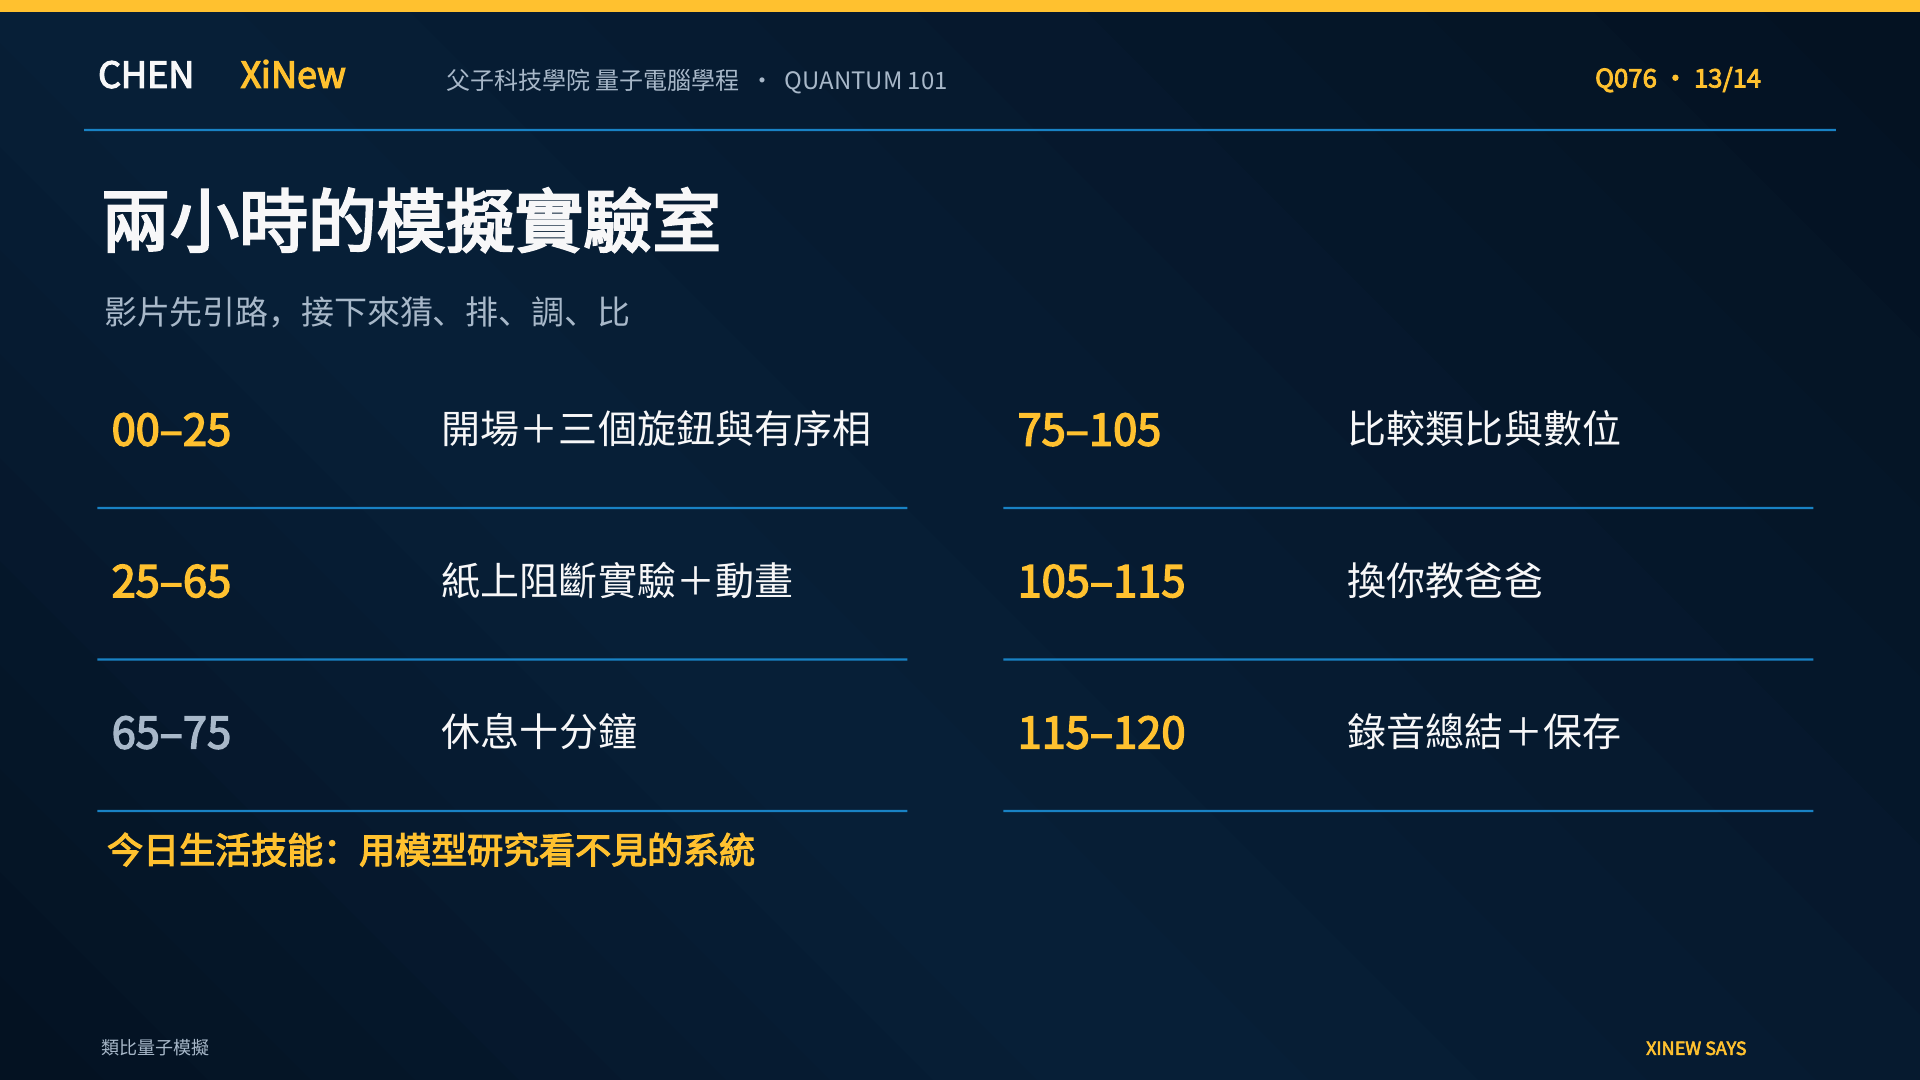 CHEN XiNew 父子科技學院 量子電腦學程 · QUANTUM 101 Q076 · 13/14
兩小時的模擬實驗室
影片先引路，接下來猜、排、調、比
00–25 開場＋三個旋鈕與有序相
25–65 紙上阻斷實驗＋動畫
65–75 休息十分鐘
75–105 比較類比與數位
105–115 換你教爸爸
115–120 錄音總結＋保存
今日生活技能：用模型研究看不見的系統
類比量子模擬 XINEW SAYS